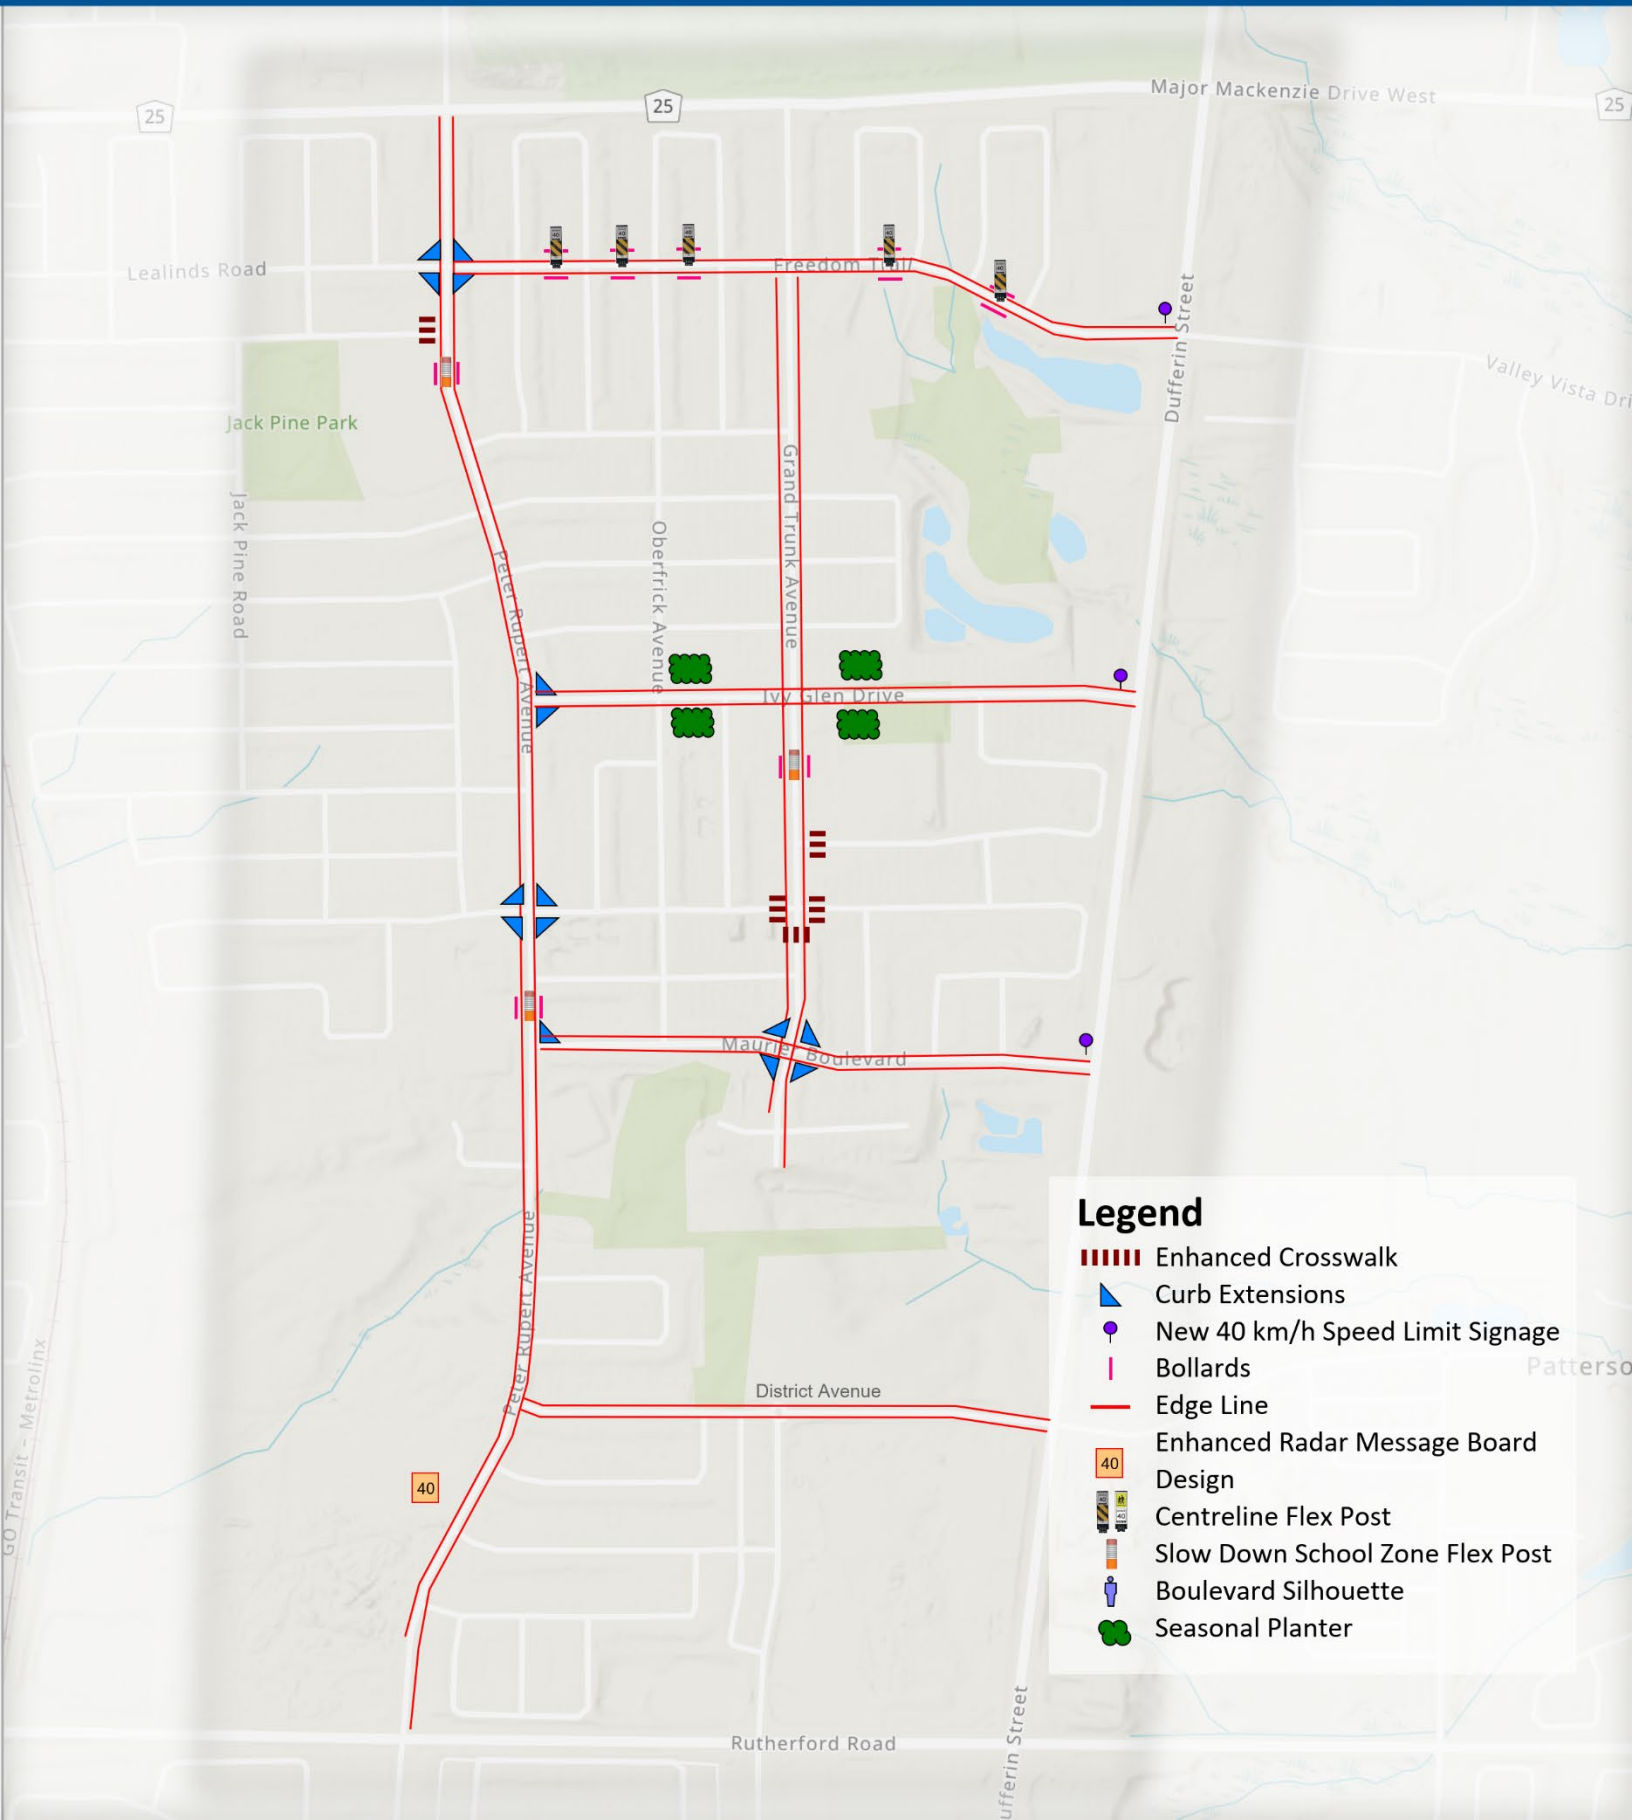 Major Mackenzie Drive West
25
25
25
Lealinds Road
Freedom Trail
Dufferin Street
Valley Vista Dri
Jack Pine Park
Jack Pine Road
Peter Rupert Avenue
Oberfrick Avenue
Grand Trunk Avenue
Ivy Glen Drive
Maurier Boulevard
Peter Rupert Avenue
District Avenue
40
GO Transit - Metrolinx
Rutherford Road
ufferin Street
Patterso
Legend
Enhanced Crosswalk
Curb Extensions
New 40 km/h Speed Limit Signage
Bollards
Edge Line
40
Enhanced Radar Message Board
Design
Centreline Flex Post
Slow Down School Zone Flex Post
Boulevard Silhouette
Seasonal Planter